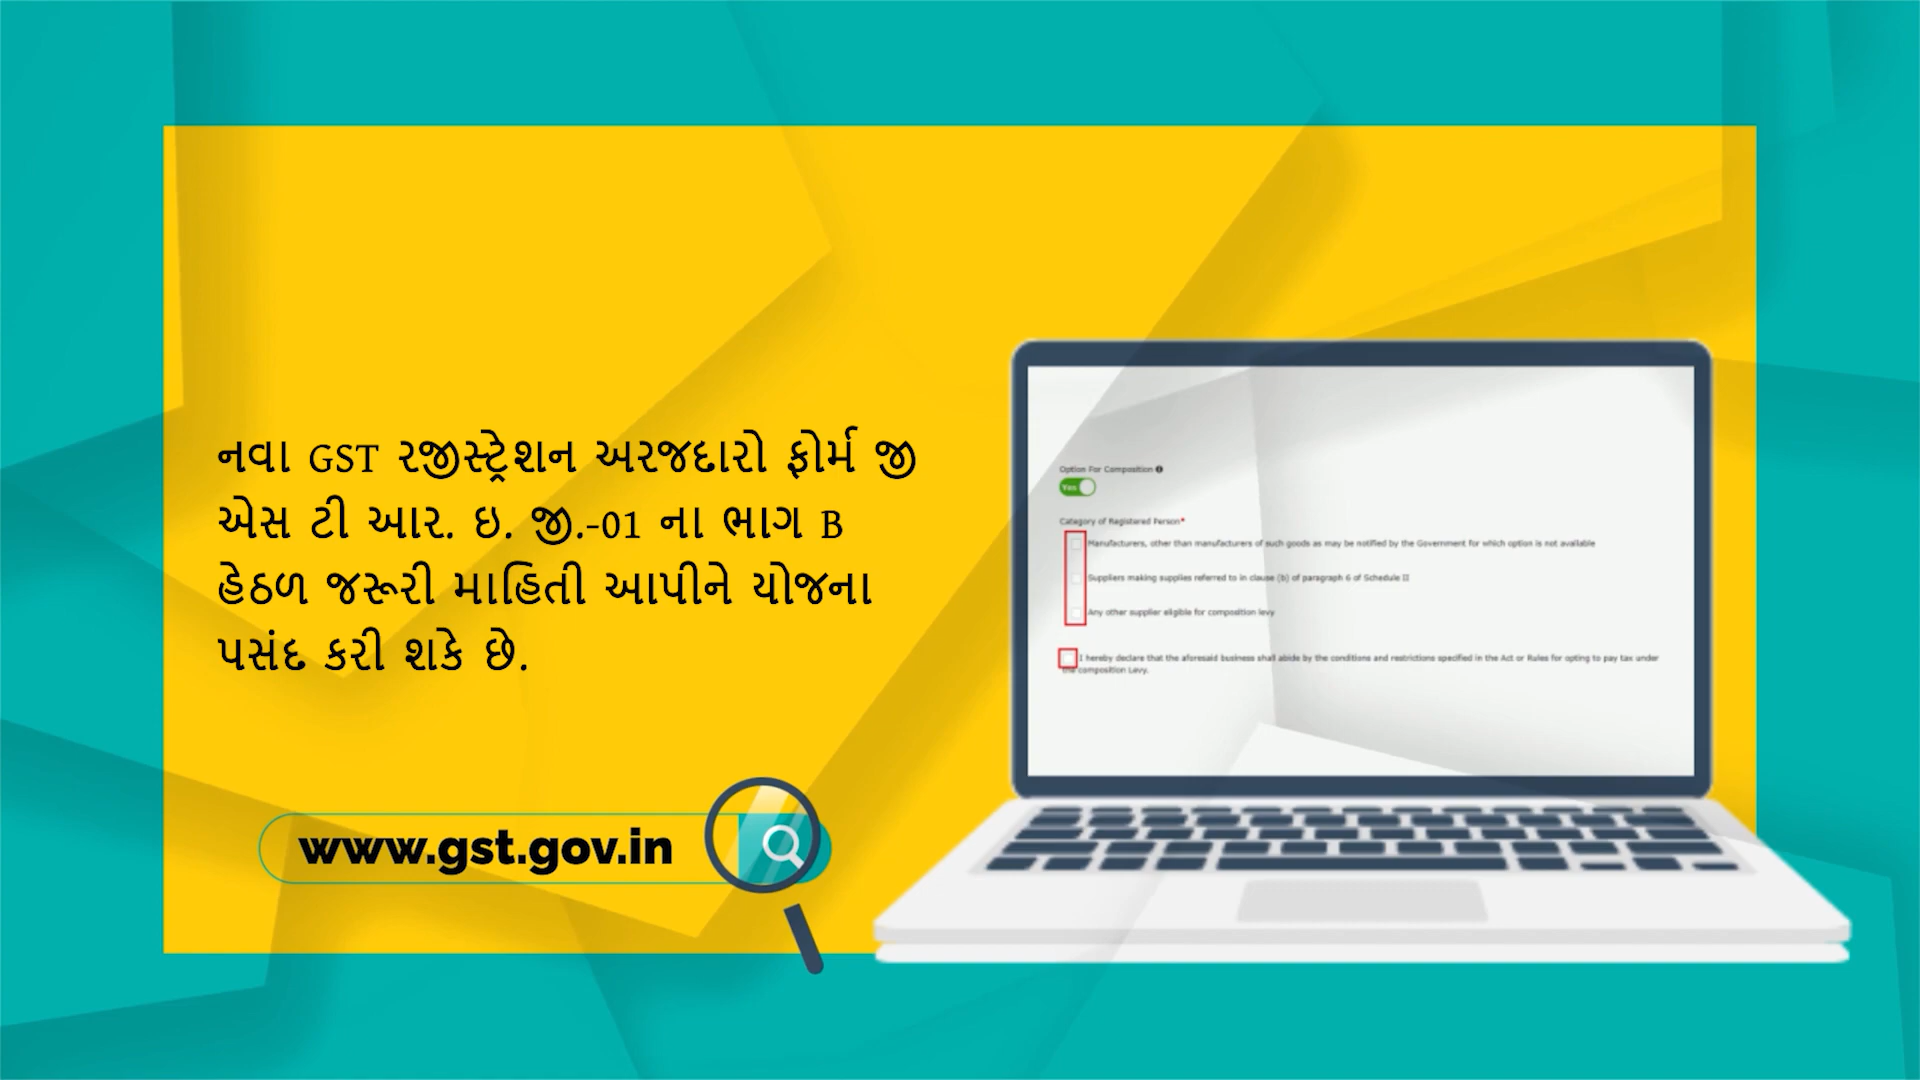 નવા GST રજીસ્ટ્રેશન અરજદારો ફોર્મ જી
એસ ટી આર. ઇ. જી.-01 ના ભાગ B
હેઠળ જરૂરી માહિતી આપીને યોજના
પસંદ કરી શકે છે.
www.gst.gov.in
Option For Composition
Yes
Category of Registered Person*
Manufacturers, other than manufacturers of such goods as may be notified by the Government for which option is not available
Suppliers making supplies referred to in clause (b) of paragraph 6 of Schedule II
Any other supplier eligible for composition levy
I hereby declare that the aforesaid business shall abide by the conditions and restrictions specified in the Act or Rules for opting to pay tax under
the composition Levy.